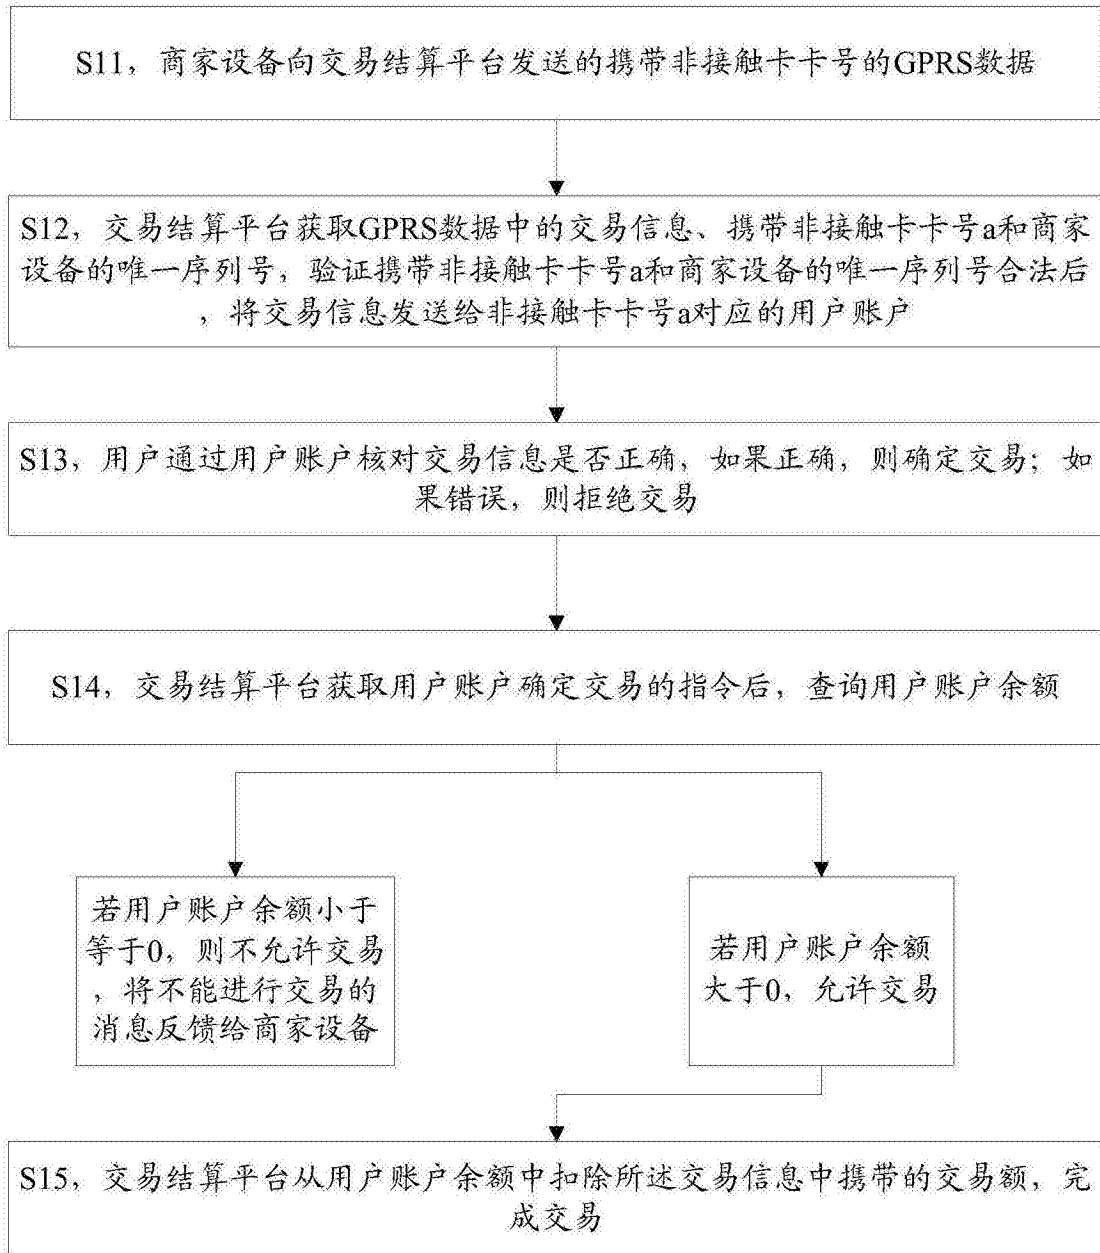 S11，商家设备向交易结算平台发送的携带非接触卡卡号的GPRS数据
S12，交易结算平台获取GPRS数据中的交易信息、携带非接触卡卡号a和商家
设备的唯一序列号，验证携带非接触卡卡号a和商家设备的唯一序列号合法后
，将交易信息发送给非接触卡卡号a对应的用户账户
S13，用户通过用户账户核对交易信息是否正确，如果正确，则确定交易；如
果错误，则拒绝交易
S14，交易结算平台获取用户账户确定交易的指令后，查询用户账户余额
若用户账户余额小于
等于0，则不允许交易
，将不能进行交易的
消息反馈给商家设备
若用户账户余额
大于0，允许交易
S15，交易结算平台从用户账户余额中扣除所述交易信息中携带的交易额，完
成交易